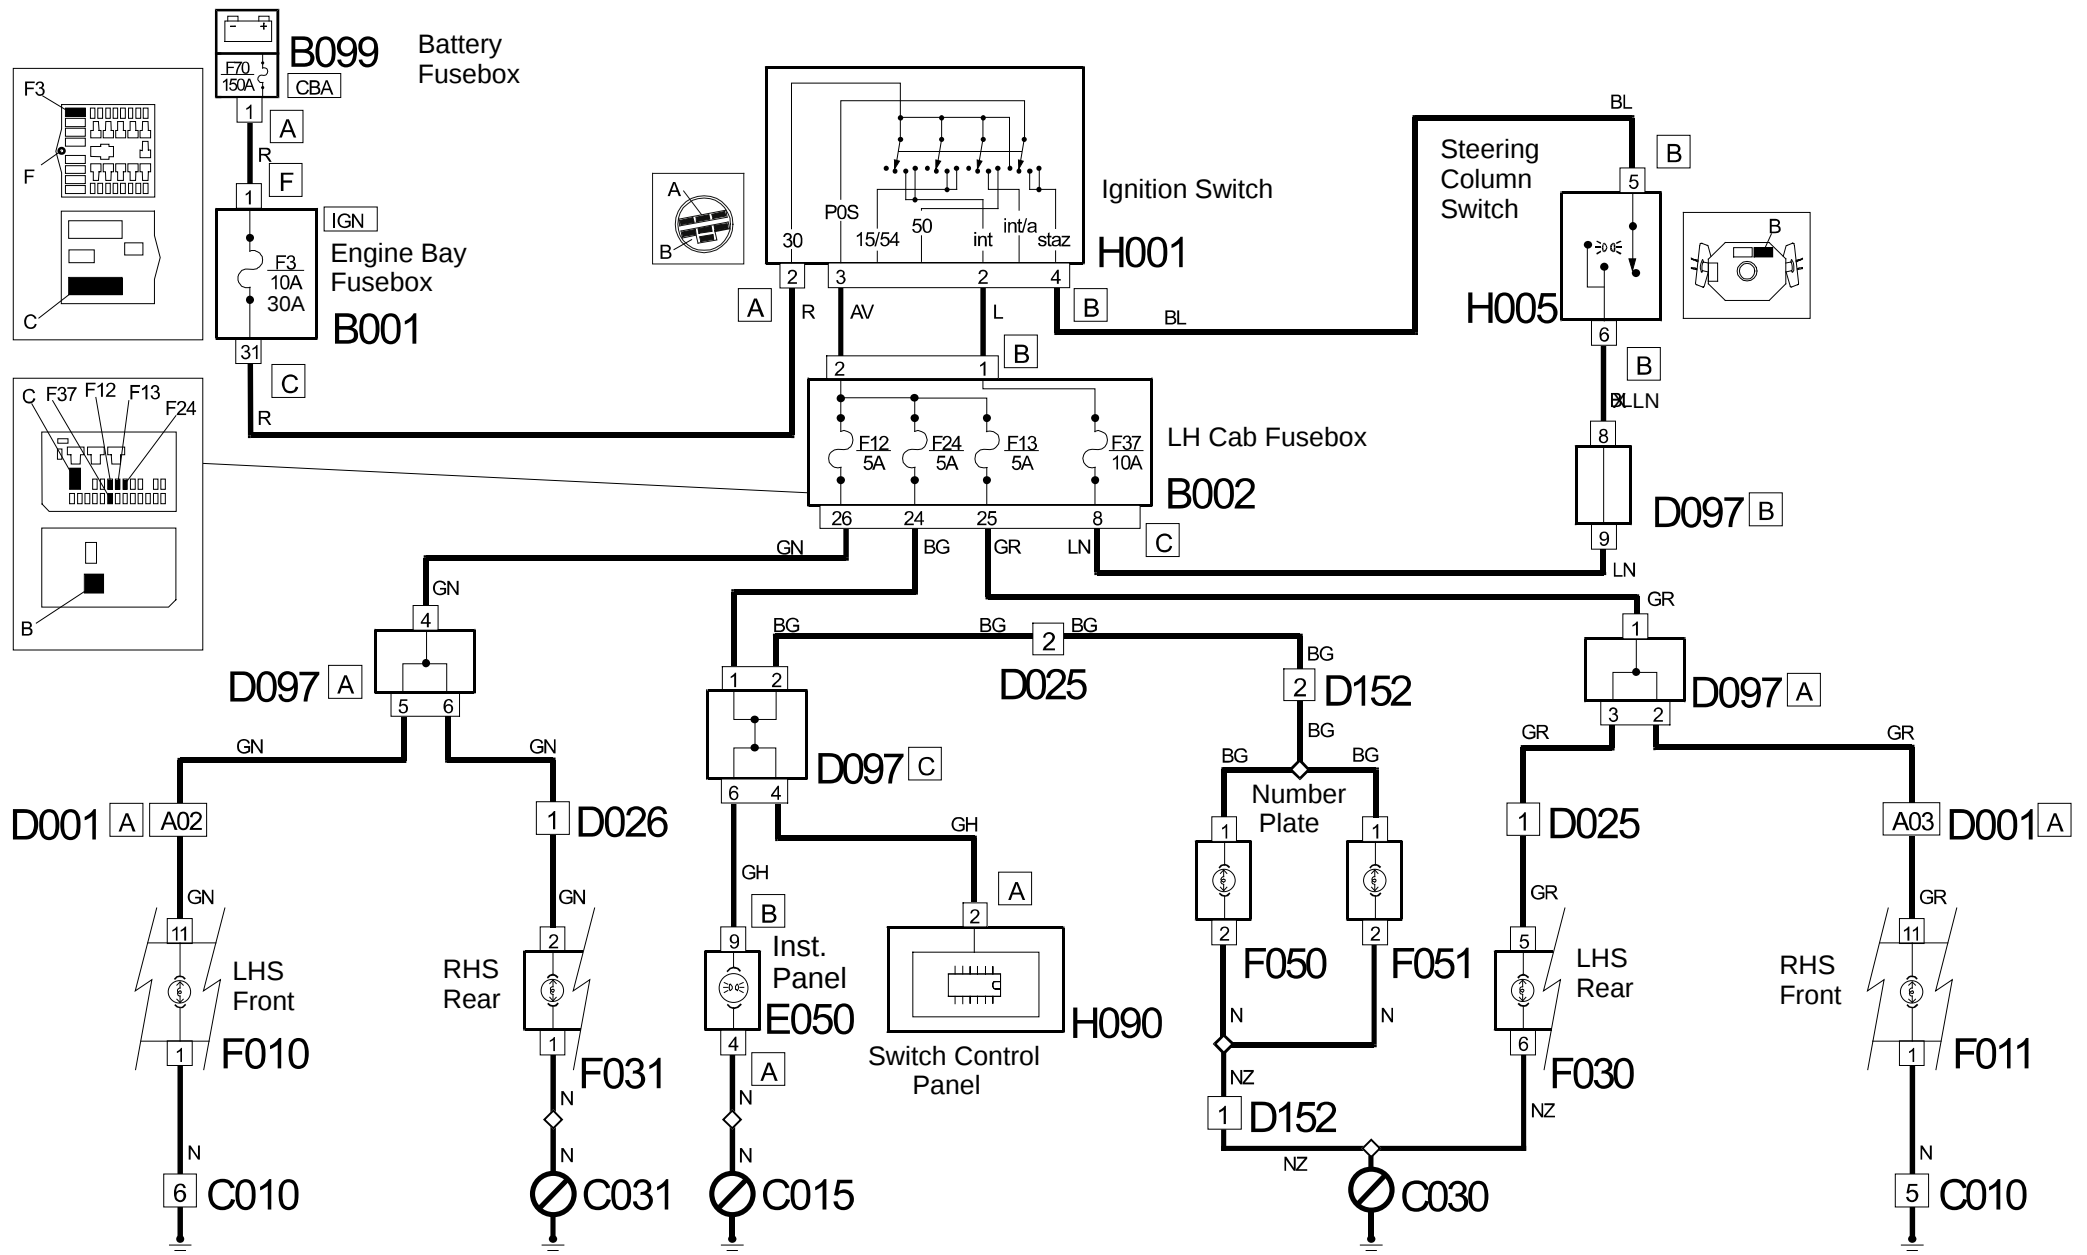 B099
Battery
Fusebox
F70
150A
CBA
1
A
R
F
1
IGN
F3
10A
30A
Engine Bay
Fusebox
B001
31
C
R
F3
F
C
C
F37
F12
F13
F24
B
A
B
30
P0S
15/54
50
int
int/a
staz
Ignition Switch
H001
2
3
2
4
A
R
AV
L
B
BL
BL
Steering
Column
Switch
B
5
H005
B
6
B
LN
8
D097
B
9
LN
B
2
1
F12
5A
F24
5A
F13
5A
F37
10A
LH Cab Fusebox
B002
26
24
25
8
C
GN
BG
GR
LN
GN
4
D097
A
5
6
GN
GN
D001
A
A02
1
D026
GN
GN
11
LHS
Front
F010
1
N
6
C010
RHS
Rear
2
1
F031
N
N
C031
BG
BG
2
BG
D025
BG
2
D152
BG
1
2
D097
C
6
4
GH
GH
B
9
Inst.
Panel
E050
4
A
N
N
C015
A
2
H090
Switch Control
Panel
BG
BG
Number
Plate
1
1
2
2
F050
F051
N
N
NZ
1
D152
NZ
C030
GR
1
D097
A
3
2
GR
GR
1
D025
A03
D001
A
GR
GR
5
LHS
Rear
6
F030
NZ
RHS
Front
11
1
F011
N
5
C010